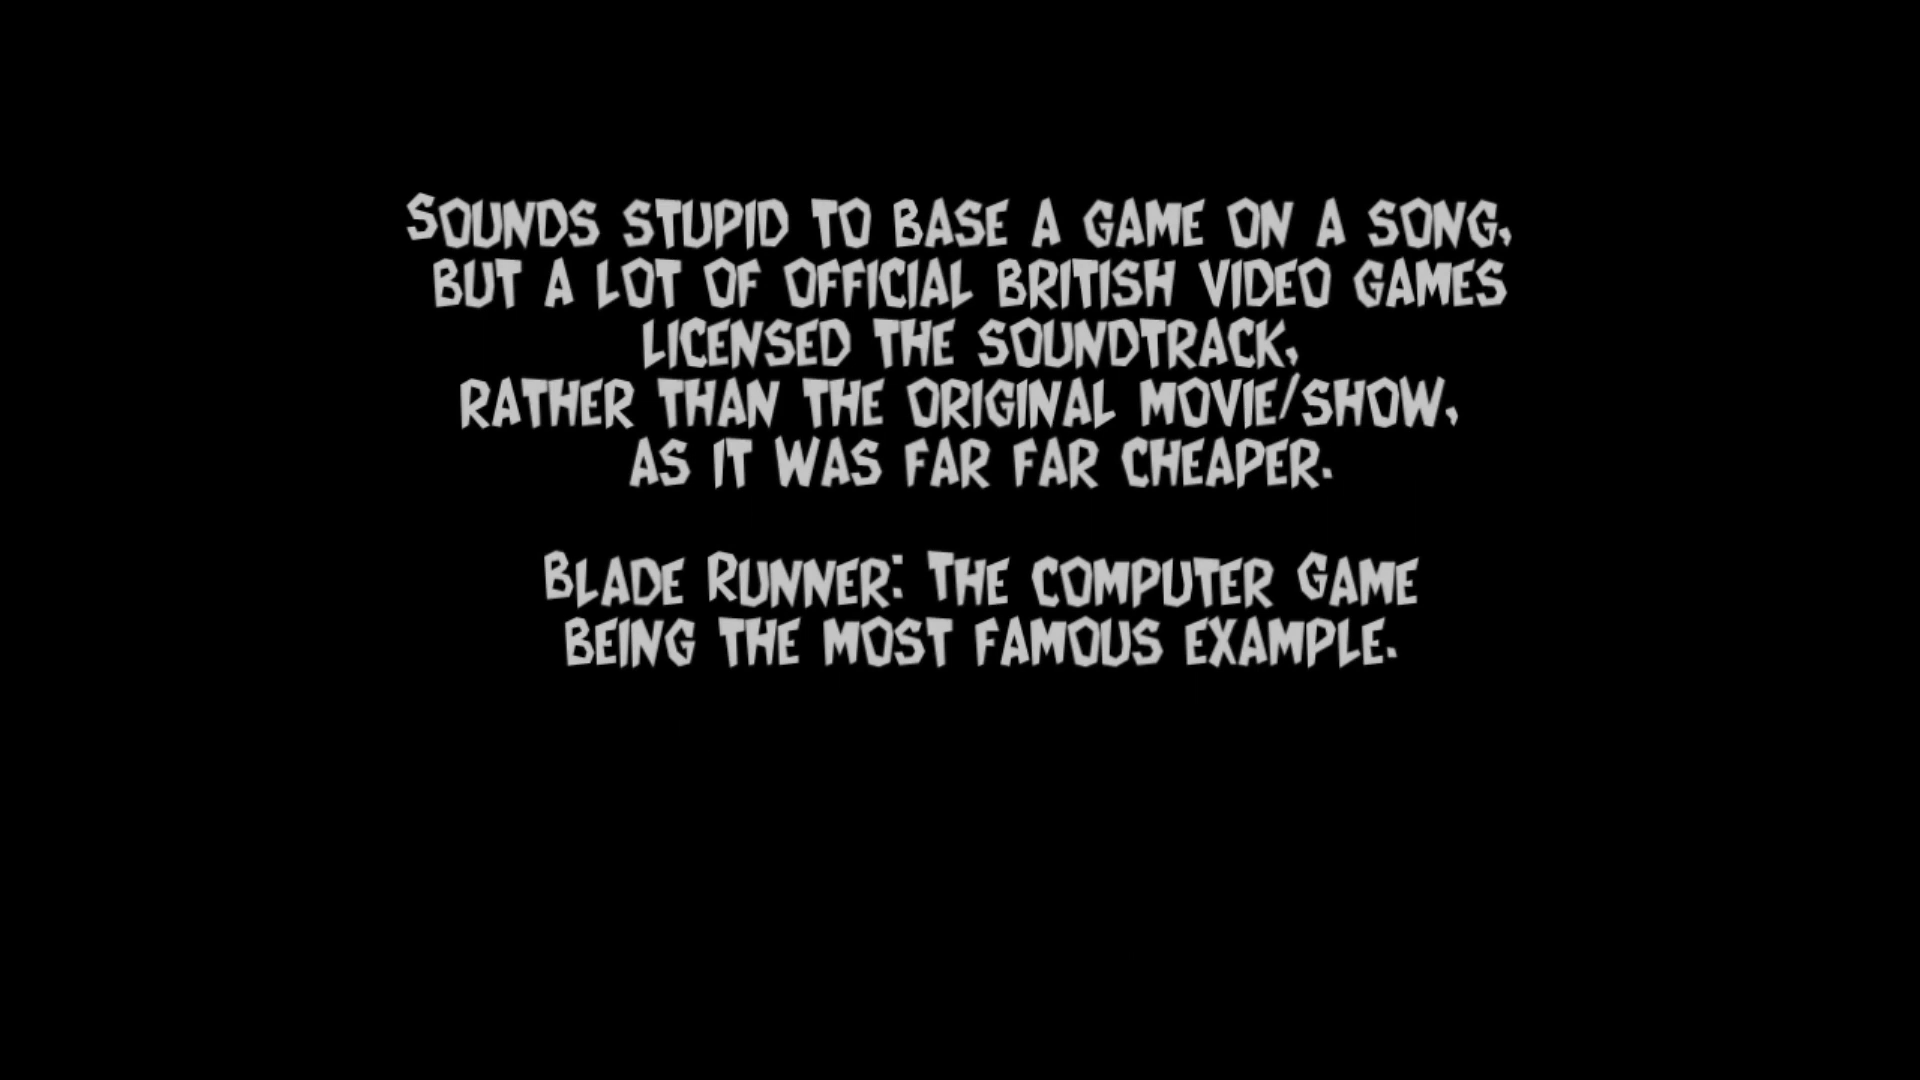 Sounds stupid to base a game on a song,
but a lot of official British video games
licensed the soundtrack,
rather than the original movie/show,
as it was far far cheaper.
Blade Runner: The Computer Game
being the most famous example.